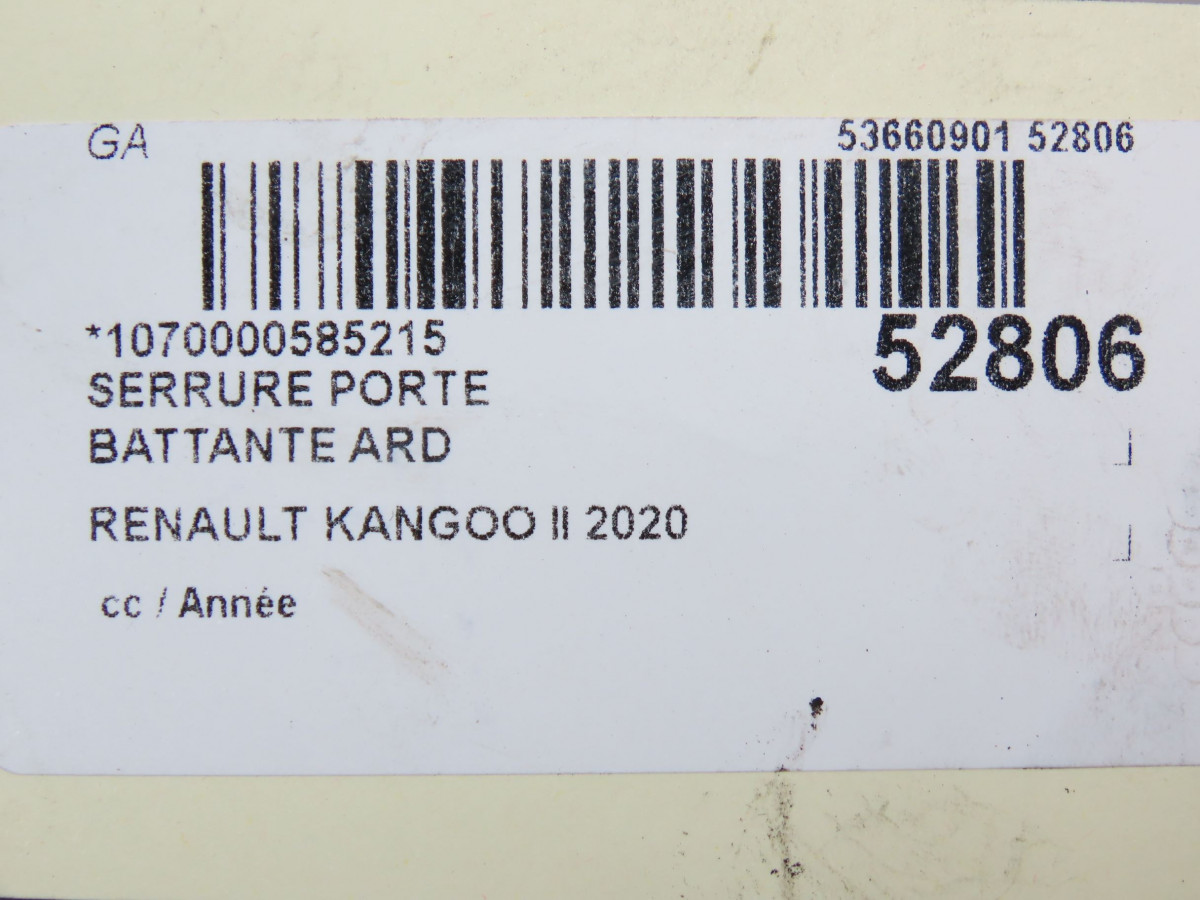 GA 53660901 52806
*1070000585215 52806
SERRURE PORTE
BATTANTE ARD
RENAULT KANGOO II 2020
cc / Année